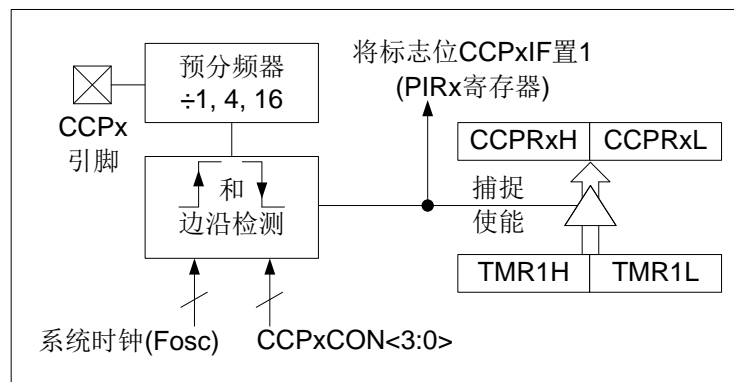 预分频器
÷1, 4, 16
CCPx
引脚
将标志位CCPxIF置1
(PIRx寄存器)
CCPRxH
CCPRxL
和
边沿检测
捕捉
使能
TMR1H
TMR1L
系统时钟(Fosc)
CCPxCON<3:0>